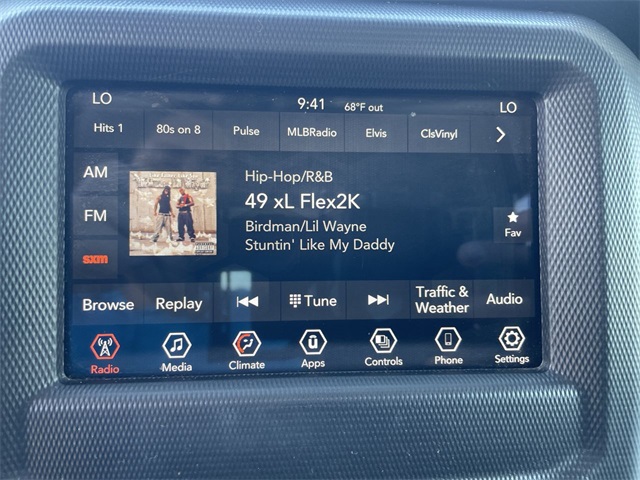 LO 9:41 68°F out LO
Hits 1 80s on 8 Pulse MLBRadio Elvis ClsVinyl
AM
Hip-Hop/R&B
49 xL Flex2K
FM
Birdman/Lil Wayne
Fav
Stuntin' Like My Daddy
sxm
Browse Replay Tune Traffic & Weather Audio
Radio Media Climate Apps Controls Phone Settings